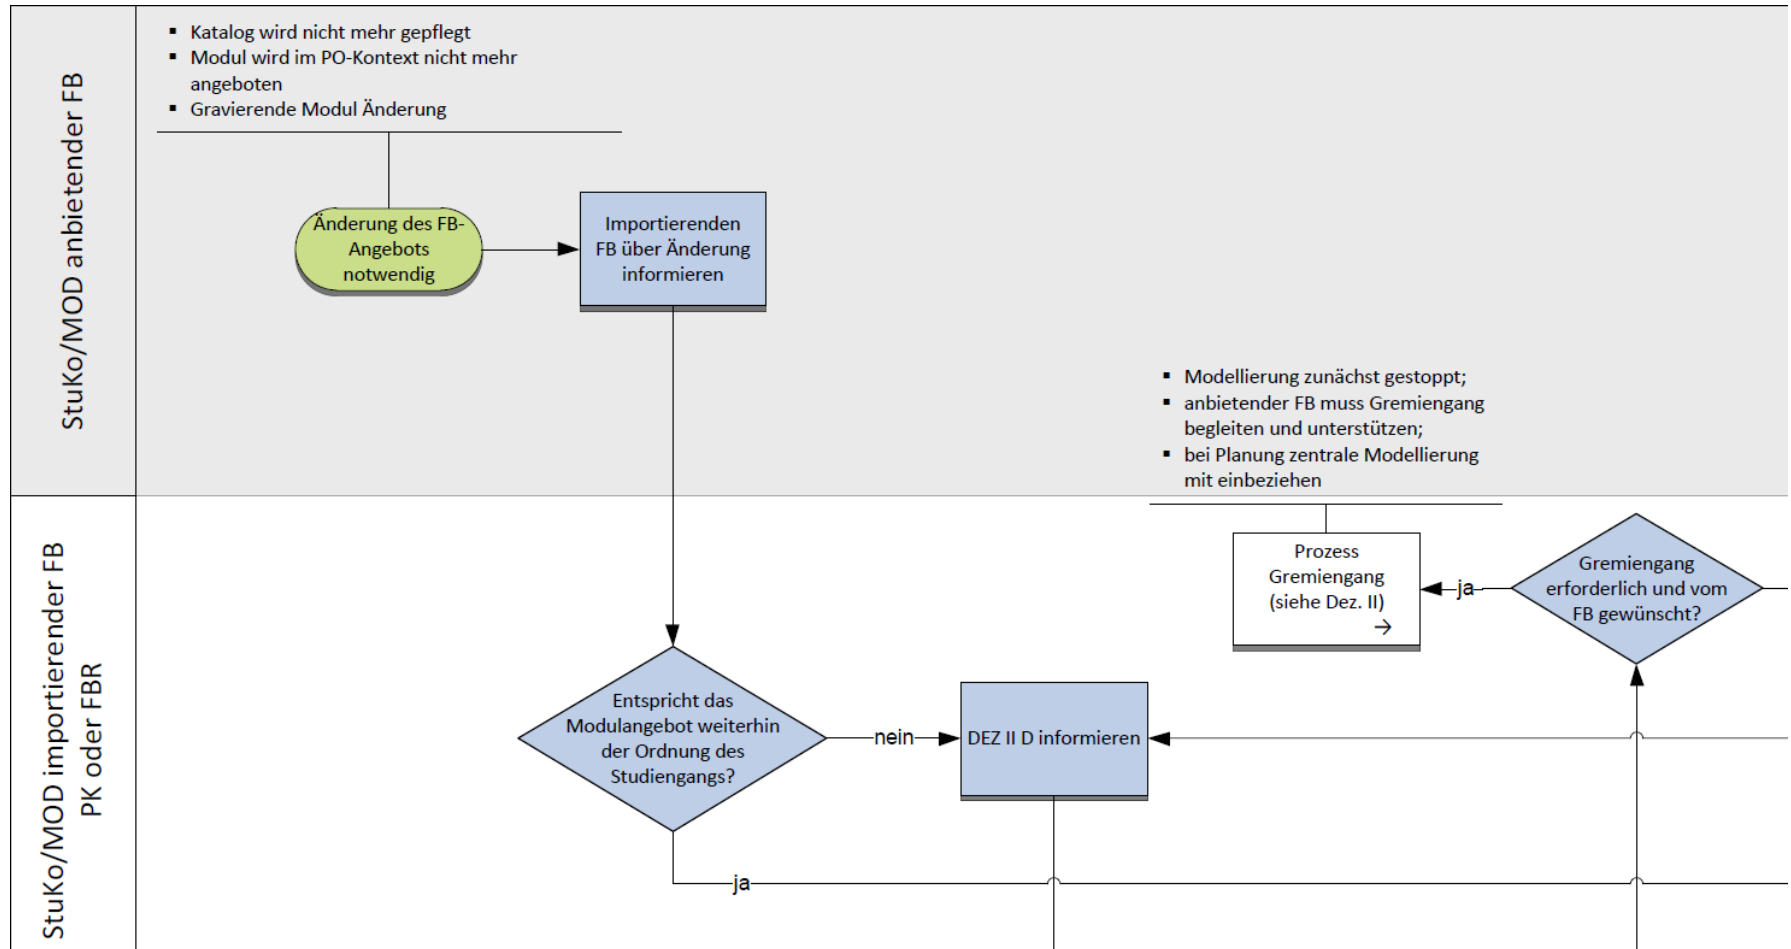 StuKo/MOD anbietender FB
▪ Katalog wird nicht mehr gepflegt
▪ Modul wird im PO-Kontext nicht mehr
angeboten
▪ Gravierende Modul Änderung
Änderung des FB-
Angebots
notwendig
Importierenden
FB über Änderung
informieren
▪ Modellierung zunächst gestoppt;
▪ anbietender FB muss Gremiengang
begleiten und unterstützen;
▪ bei Planung zentrale Modellierung
mit einbeziehen
StuKo/MOD importierender FB
PK oder FBR
Prozess
Gremiengang
(siehe Dez. II)
→
ja
Gremiengang
erforderlich und vom
FB gewünscht?
Entspricht das
Modulangebot weiterhin
der Ordnung des
Studiengangs?
nein
DEZ II D informieren
ja